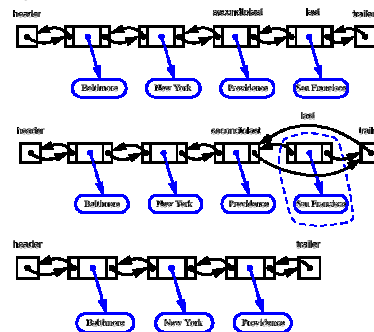 header secondtolast last trailer
Baltimore New York Providence San Francisco
last
header secondtolast trailer
Baltimore New York Providence San Francisco
header trailer
Baltimore New York Providence